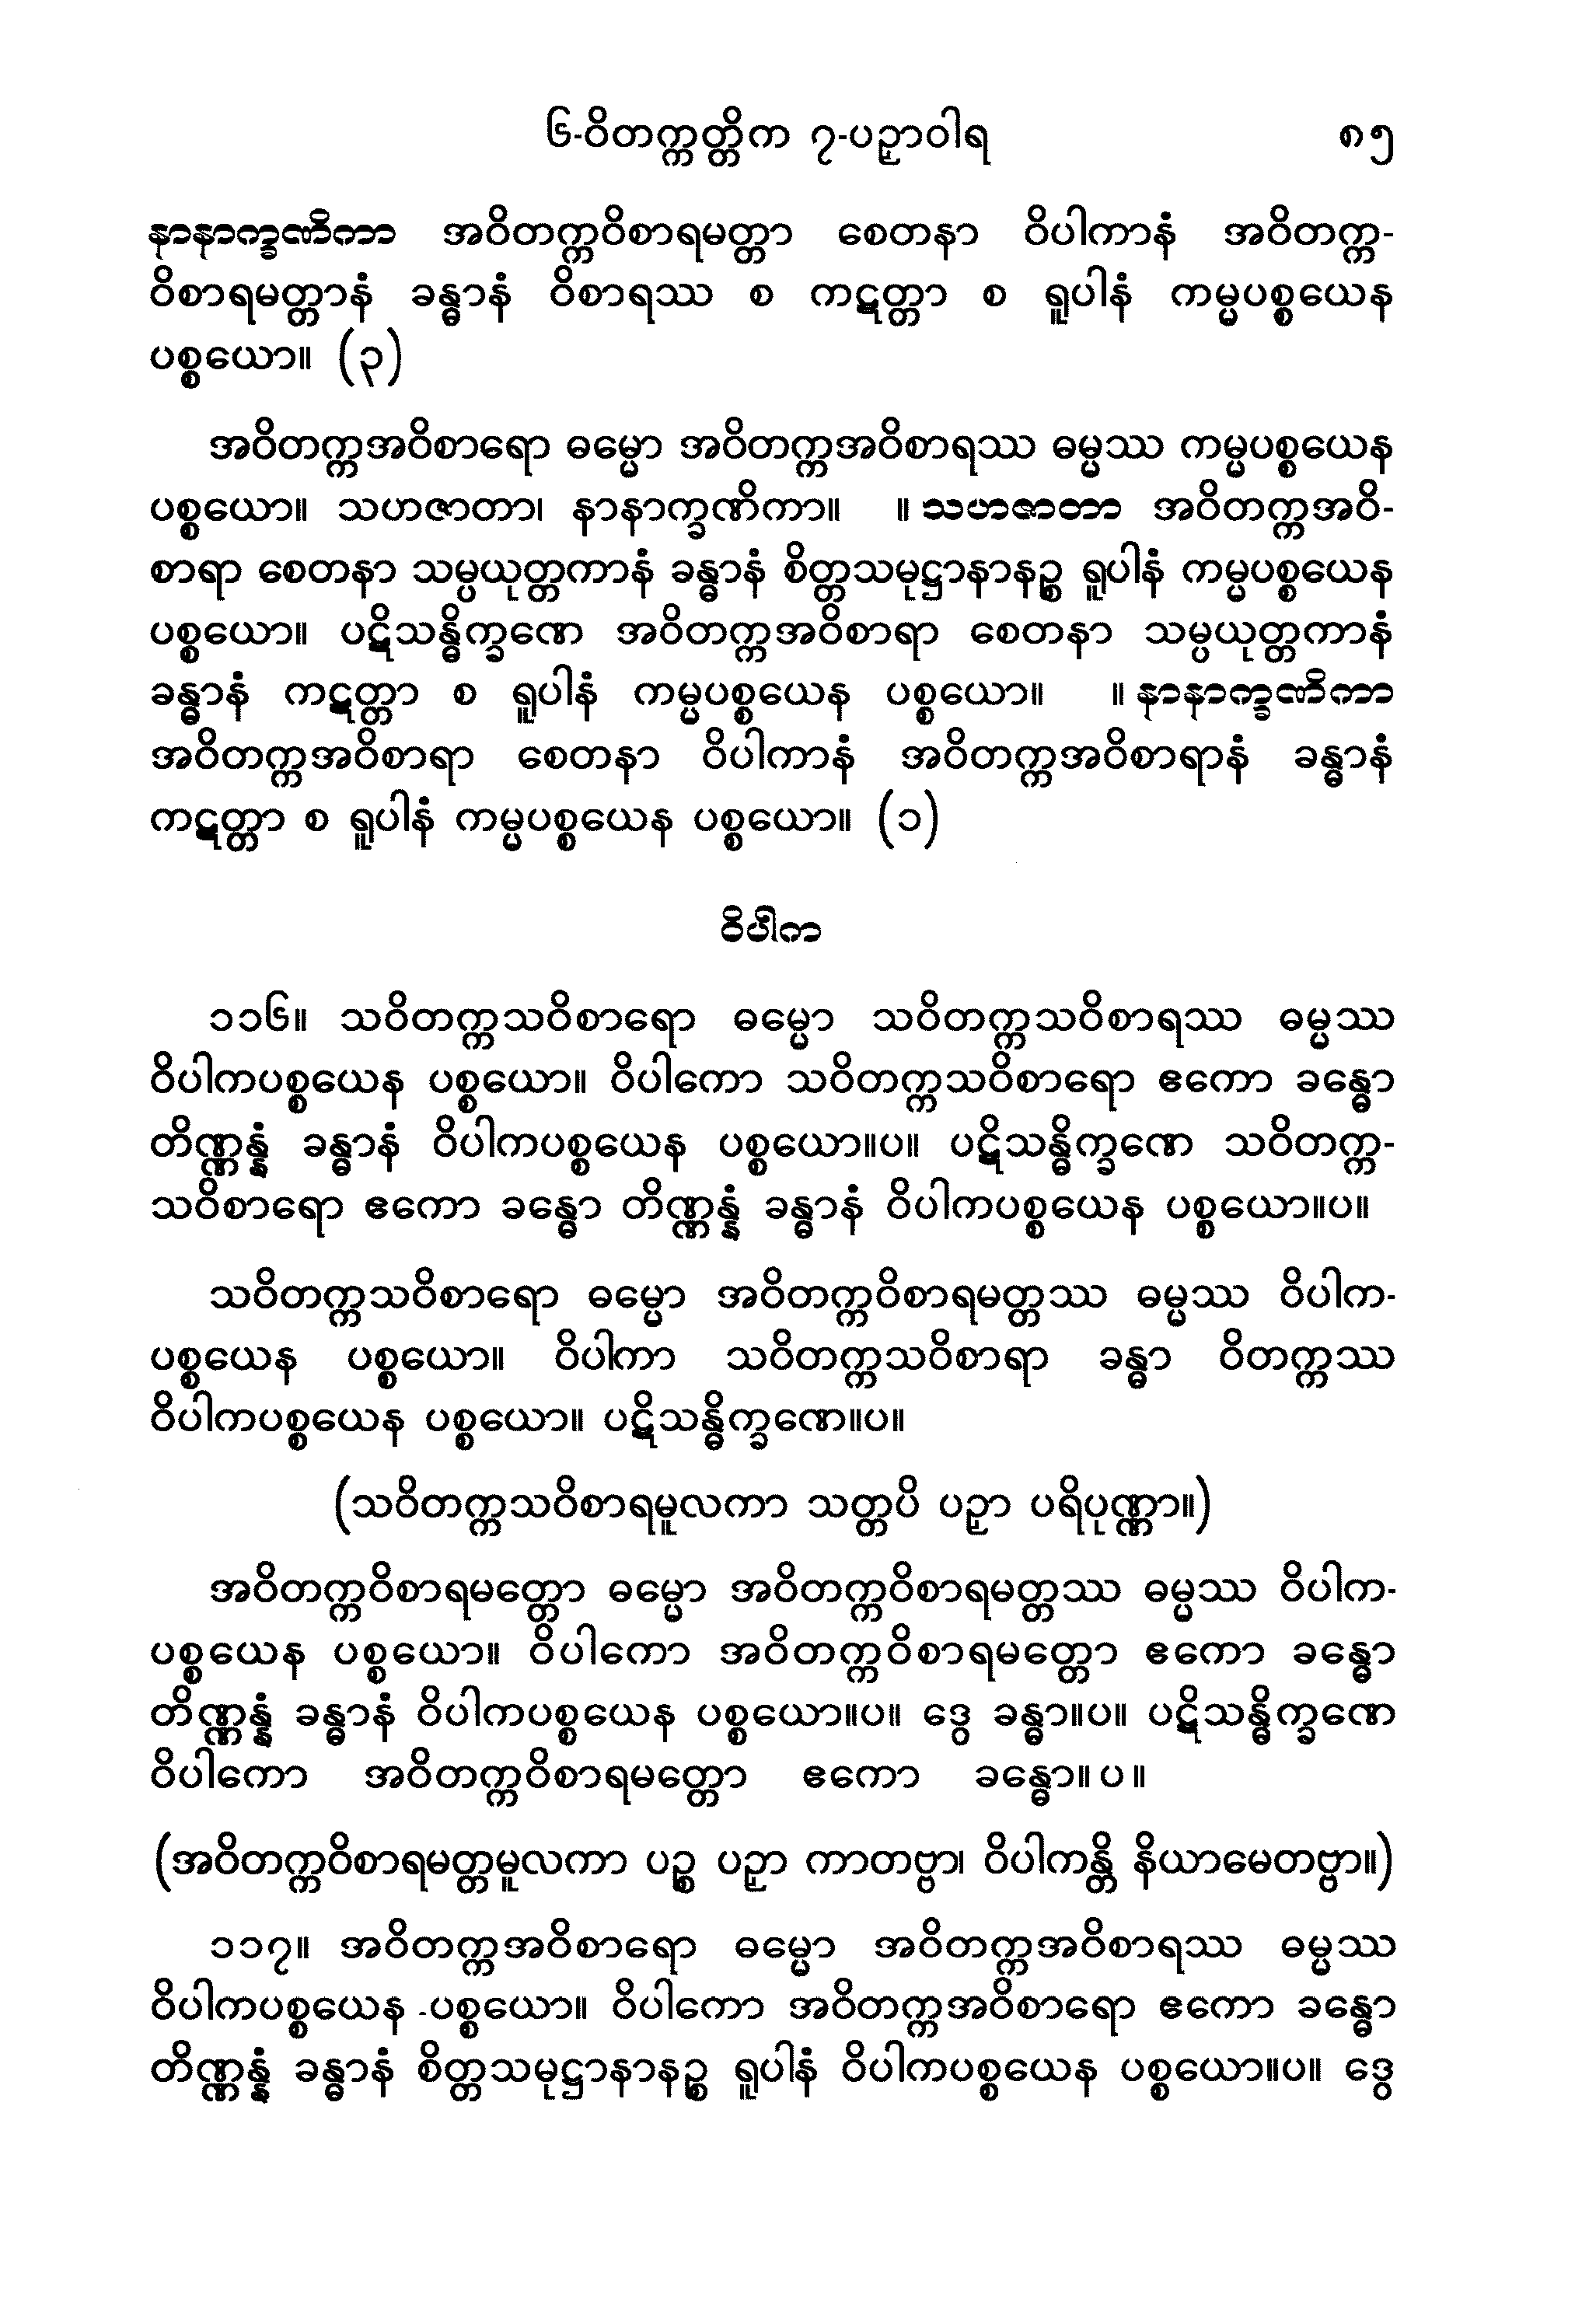 ၆-ဝိတက္ကတ္တိက ၇-ပဉှာဝါရ ၈၅
နာနာက္ခဏိကာ အဝိတက္ကဝိစာရမတ္တာ စေတနာ ဝိပါကာနံ အဝိတက္က-
ဝိစာရမတ္တာနံ ခန္ဓာနံ ဝိစာရဿ စ ကဋတ္တာ စ ရူပါနံ ကမ္မပစ္စယေန
ပစ္စယော။ (၃)
အဝိတက္ကအဝိစာရော ဓမ္မော အဝိတက္ကအဝိစာရဿ ဓမ္မဿ ကမ္မပစ္စယေန
ပစ္စယော။ သဟဇာတာ၊ နာနာက္ခဏိကာ။ ။ သဟဇာတာ အဝိတက္ကအဝိ-
စာရာ စေတနာ သမ္ပယုတ္တကာနံ ခန္ဓာနံ စိတ္တသမုဋ္ဌာနာနဉ္စ ရူပါနံ ကမ္မပစ္စယေန
ပစ္စယော။ ပဋိသန္ဓိက္ခဏေ အဝိတက္ကအဝိစာရာ စေတနာ သမ္ပယုတ္တကာနံ
ခန္ဓာနံ ကဋတ္တာ စ ရူပါနံ ကမ္မပစ္စယေန ပစ္စယော။ ။ နာနာက္ခဏိကာ
အဝိတက္ကအဝိစာရာ စေတနာ ဝိပါကာနံ အဝိတက္ကအဝိစာရာနံ ခန္ဓာနံ
ကဋတ္တာ စ ရူပါနံ ကမ္မပစ္စယေန ပစ္စယော။ (၁)
ဝိပါက
၁၁၆။ သဝိတက္ကသဝိစာရော ဓမ္မော သဝိတက္ကသဝိစာရဿ ဓမ္မဿ
ဝိပါကပစ္စယေန ပစ္စယော။ ဝိပါကော သဝိတက္ကသဝိစာရော ဧကော ခန္ဓော
တိဏ္ဏန္နံ ခန္ဓာနံ ဝိပါကပစ္စယေန ပစ္စယော။ပ။ ပဋိသန္ဓိက္ခဏေ သဝိတက္က-
သဝိစာရော ဧကော ခန္ဓော တိဏ္ဏန္နံ ခန္ဓာနံ ဝိပါကပစ္စယေန ပစ္စယော။ပ။
သဝိတက္ကသဝိစာရော ဓမ္မော အဝိတက္ကဝိစာရမတ္တဿ ဓမ္မဿ ဝိပါက-
ပစ္စယေန ပစ္စယော။ ဝိပါကာ သဝိတက္ကသဝိစာရာ ခန္ဓာ ဝိတက္ကဿ
ဝိပါကပစ္စယေန ပစ္စယော။ ပဋိသန္ဓိက္ခဏေ။ပ။
(သဝိတက္ကသဝိစာရမူလကာ သတ္တပိ ပဉှာ ပရိပုဏ္ဏာ။)
အဝိတက္ကဝိစာရမတ္တော ဓမ္မော အဝိတက္ကဝိစာရမတ္တဿ ဓမ္မဿ ဝိပါက-
ပစ္စယေန ပစ္စယော။ ဝိပါကော အဝိတက္ကဝိစာရမတ္တော ဧကော ခန္ဓော
တိဏ္ဏန္နံ ခန္ဓာနံ ဝိပါကပစ္စယေန ပစ္စယော။ပ။ ဒွေ ခန္ဓာ။ပ။ ပဋိသန္ဓိက္ခဏေ
ဝိပါကော အဝိတက္ကဝိစာရမတ္တော ဧကော ခန္ဓော။ပ။
(အဝိတက္ကဝိစာရမတ္တမူလကာ ပဉ္စ ပဉှာ ကာတဗ္ဗာ၊ ဝိပါကန္တိ နိယာမေတဗ္ဗာ။)
၁၁၇။ အဝိတက္ကအဝိစာရော ဓမ္မော အဝိတက္ကအဝိစာရဿ ဓမ္မဿ
ဝိပါကပစ္စယေန -ပစ္စယော။ ဝိပါကော အဝိတက္ကအဝိစာရော ဧကော ခန္ဓော
တိဏ္ဏန္နံ ခန္ဓာနံ စိတ္တသမုဋ္ဌာနာနဉ္စ ရူပါနံ ဝိပါကပစ္စယေန ပစ္စယော။ပ။ ဒွေ